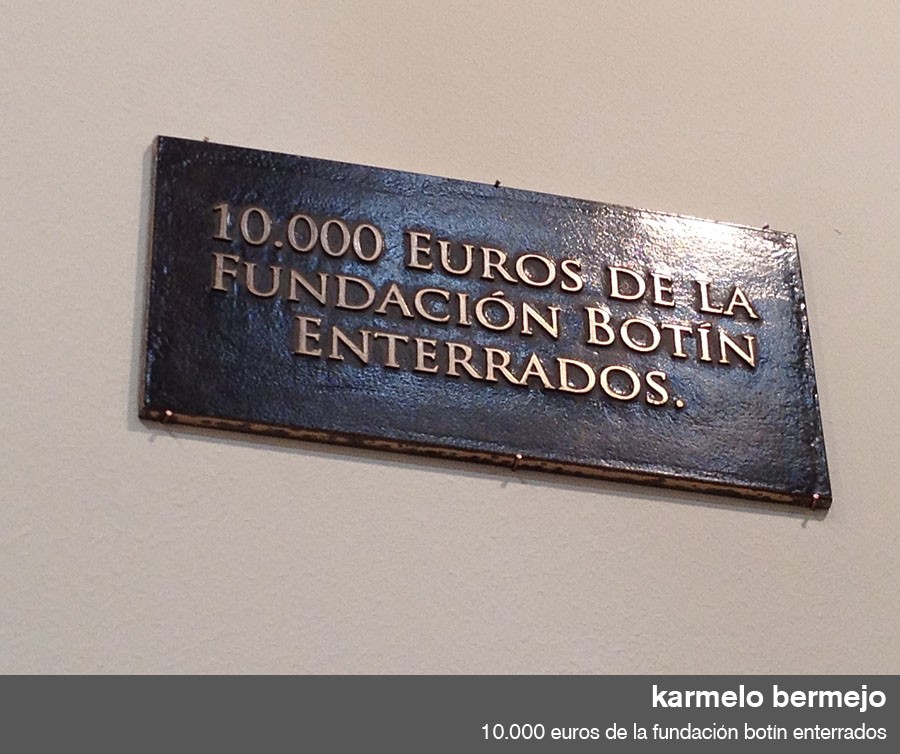 10.000 Euros de la
Fundación Botín
Enterrados.
karmelo bermejo
10.000 euros de la fundación botín enterrados